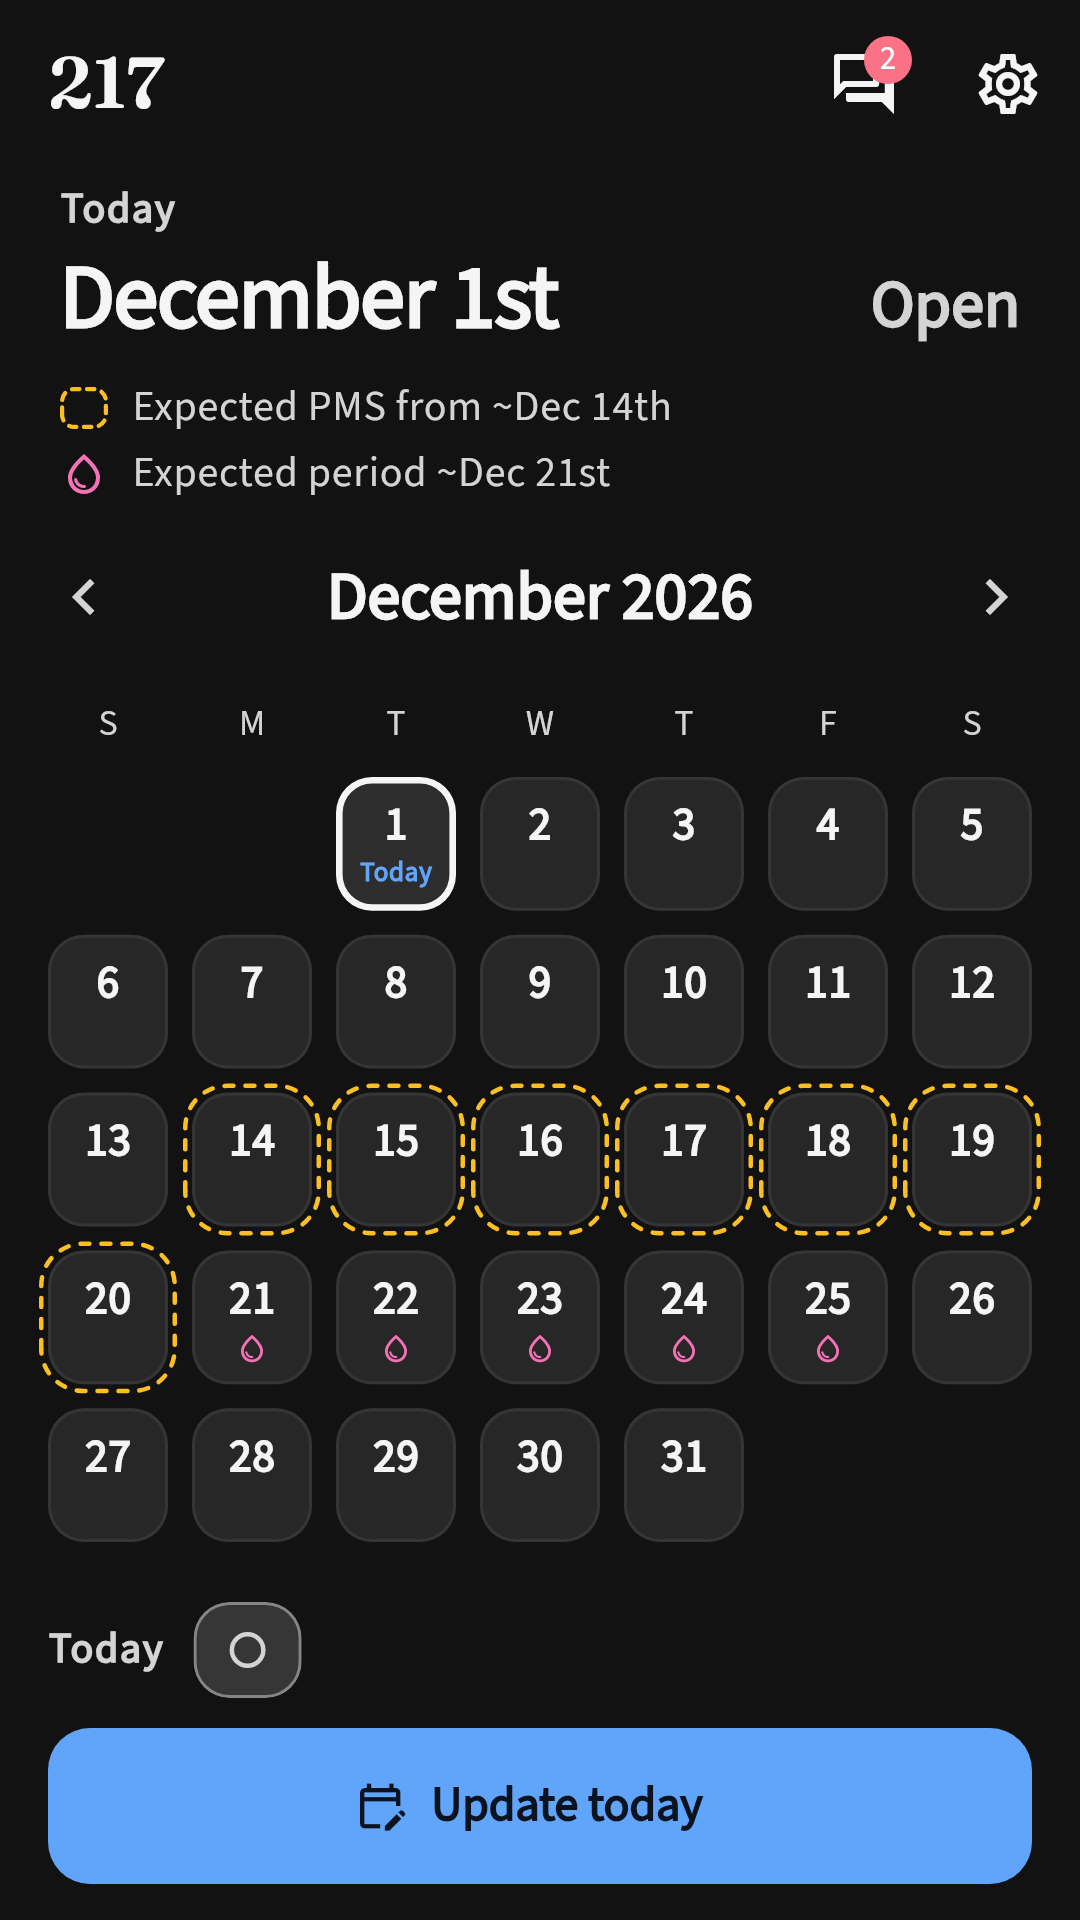 217
2
Today
December 1st
Open
Expected PMS from ~Dec 14th
Expected period ~Dec 21st
December 2026
S M T W T F S
1 2 3 4 5
Today
6 7 8 9 10 11 12
13 14 15 16 17 18 19
20 21 22 23 24 25 26
27 28 29 30 31
Today
Update today